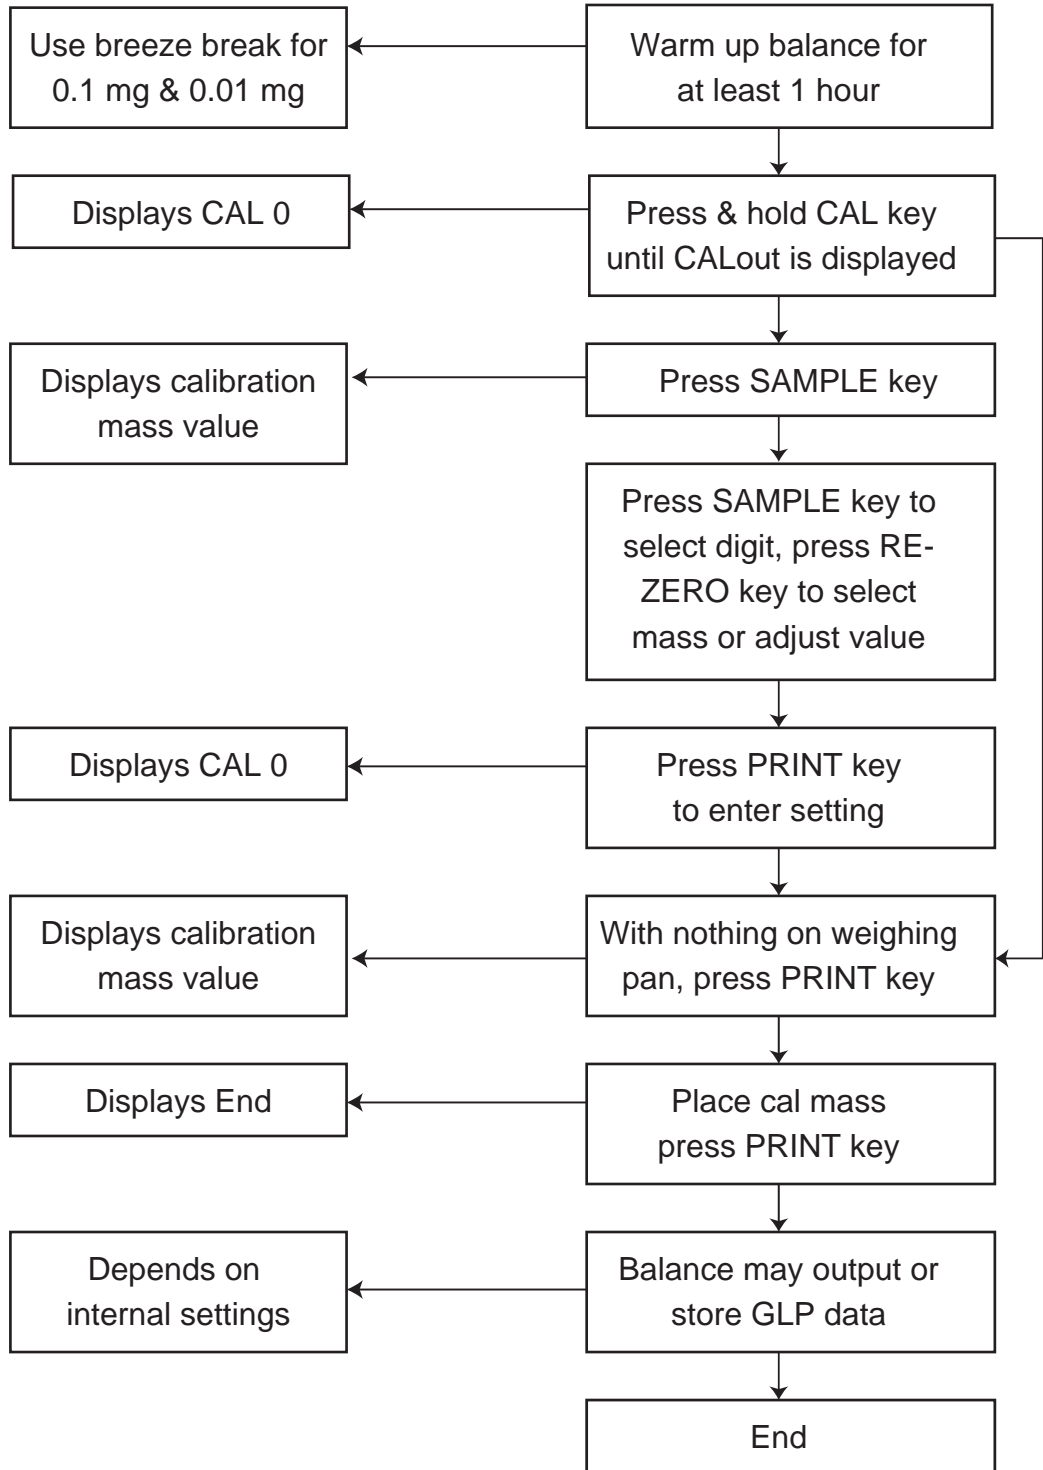 Use breeze break for
0.1 mg & 0.01 mg
Warm up balance for
at least 1 hour
Displays CAL 0
Press & hold CAL key
until CALout is displayed
Displays calibration
mass value
Press SAMPLE key
Press SAMPLE key to
select digit, press RE-
ZERO key to select
mass or adjust value
Displays CAL 0
Press PRINT key
to enter setting
Displays calibration
mass value
With nothing on weighing
pan, press PRINT key
Displays End
Place cal mass
press PRINT key
Depends on
internal settings
Balance may output or
store GLP data
End